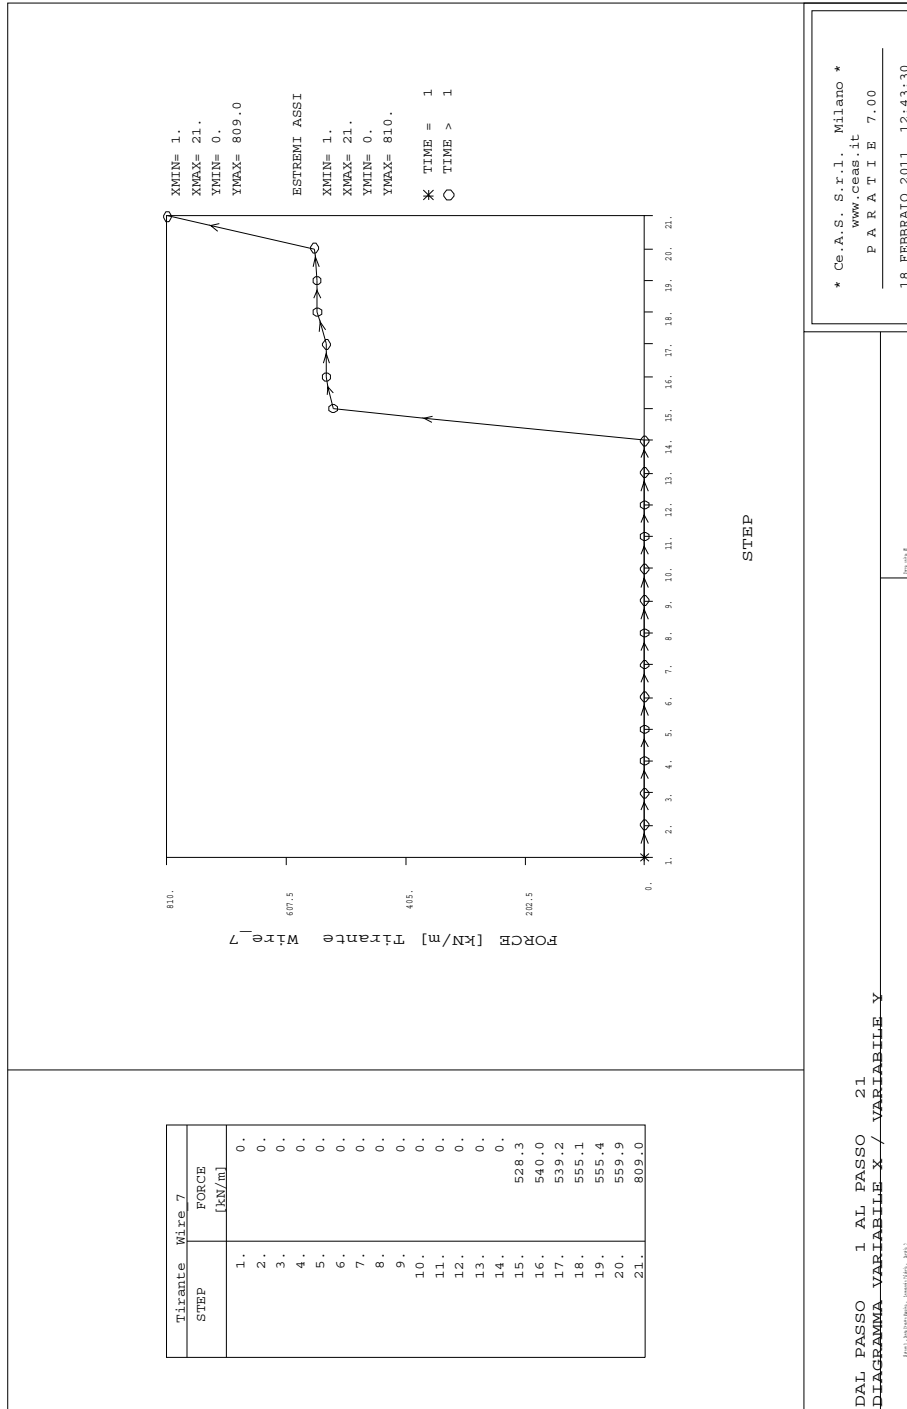 Tirante Wire_7
STEP FORCE
[kN/m]
1. 0.
2. 0.
3. 0.
4. 0.
5. 0.
6. 0.
7. 0.
8. 0.
9. 0.
10. 0.
11. 0.
12. 0.
13. 0.
14. 0.
15. 528.3
16. 540.0
17. 539.2
18. 555.1
19. 555.4
20. 559.9
21. 809.0
FORCE [kN/m] Tirante Wire_7
810.
607.5
405.
202.5
0.
1. 2. 3. 4. 5. 6. 7. 8. 9. 10. 11. 12. 13. 14. 15. 16. 17. 18. 19. 20. 21.
STEP
XMIN= 1.
XMAX= 21.
YMIN= 0.
YMAX= 809.0
ESTREMI ASSI
XMIN= 1.
XMAX= 21.
YMIN= 0.
YMAX= 810.
TIME = 1
TIME > 1
DAL PASSO 1 AL PASSO 21
DIAGRAMMA VARIABILE X / VARIABILE Y
* Ce.A.S. S.r.l. Milano *
www.ceas.it
P A R A T I E 7.00
18 FEBBRAIO 2011 12:43:30